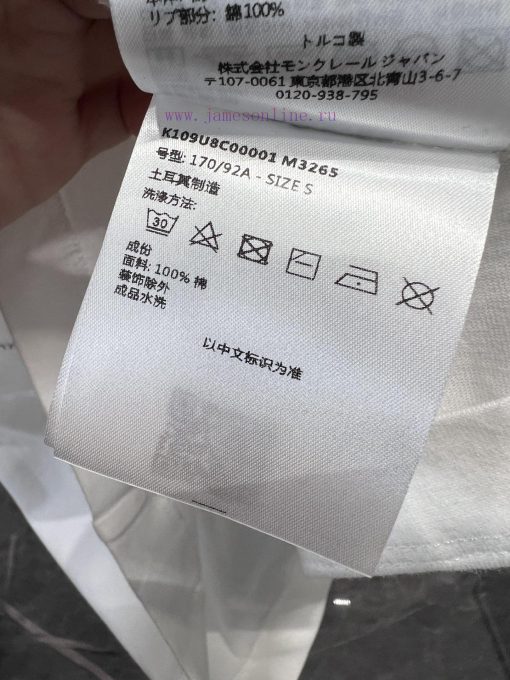 リブ部分: 綿100%
トルコ製
株式会社モンクレール ジャパン
〒107-0061 東京都港区北青山3-6-7
0120-938-795
www.jamesonline.ru
K109U8C00001 M3265
号型: 170/92A - SIZE S
土耳其制造
洗涤方法:
30
成份
面料: 100% 棉
装饰除外
成品水洗
以中文标识为准